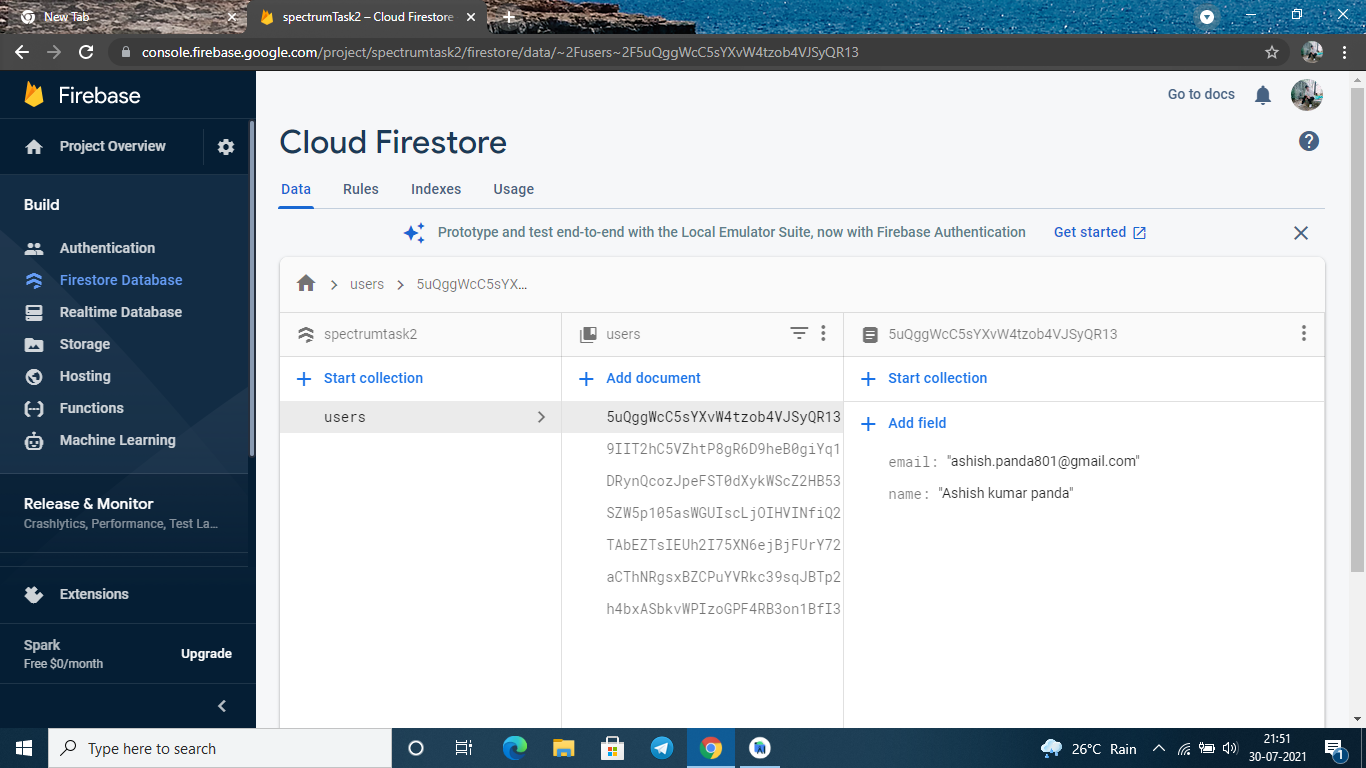 New Tab
spectrumTask2 – Cloud Firestore
console.firebase.google.com/project/spectrumtask2/firestore/data/~2Fusers~2F5uQggWcC5sYXvW4tzob4VJSyQR13
Firebase
Go to docs
Project Overview
Cloud Firestore
Data Rules Indexes Usage
Build
Prototype and test end-to-end with the Local Emulator Suite, now with Firebase Authentication Get started
Authentication
Firestore Database
Realtime Database
Storage
Hosting
Functions
Machine Learning
Release & Monitor
Crashlytics, Performance, Test La...
Extensions
Spark
Free $0/month
Upgrade
users
5uQggWcC5sYX...
spectrumtask2
Start collection
users
users
Add document
5uQggWcC5sYXvW4tzob4VJSyQR13
9IIT2hC5VZhtP8gR6D9heB0giYq1
DRynQcozJpeFST0dXykWScZ2HB53
SZW5p105asWGUIscLjOIHVINfiQ2
TAbEZTsIEUh2I75XN6ejBjFUrY72
aCThNRgsxBZCPuYVRkc39sqJBTp2
h4bxASbkvWPIzoGPF4RB3on1BfI3
5uQggWcC5sYXvW4tzob4VJSyQR13
Start collection
Add field
email: "ashish.panda801@gmail.com"
name: "Ashish kumar panda"
Type here to search
26°C Rain
21:51
30-07-2021
1